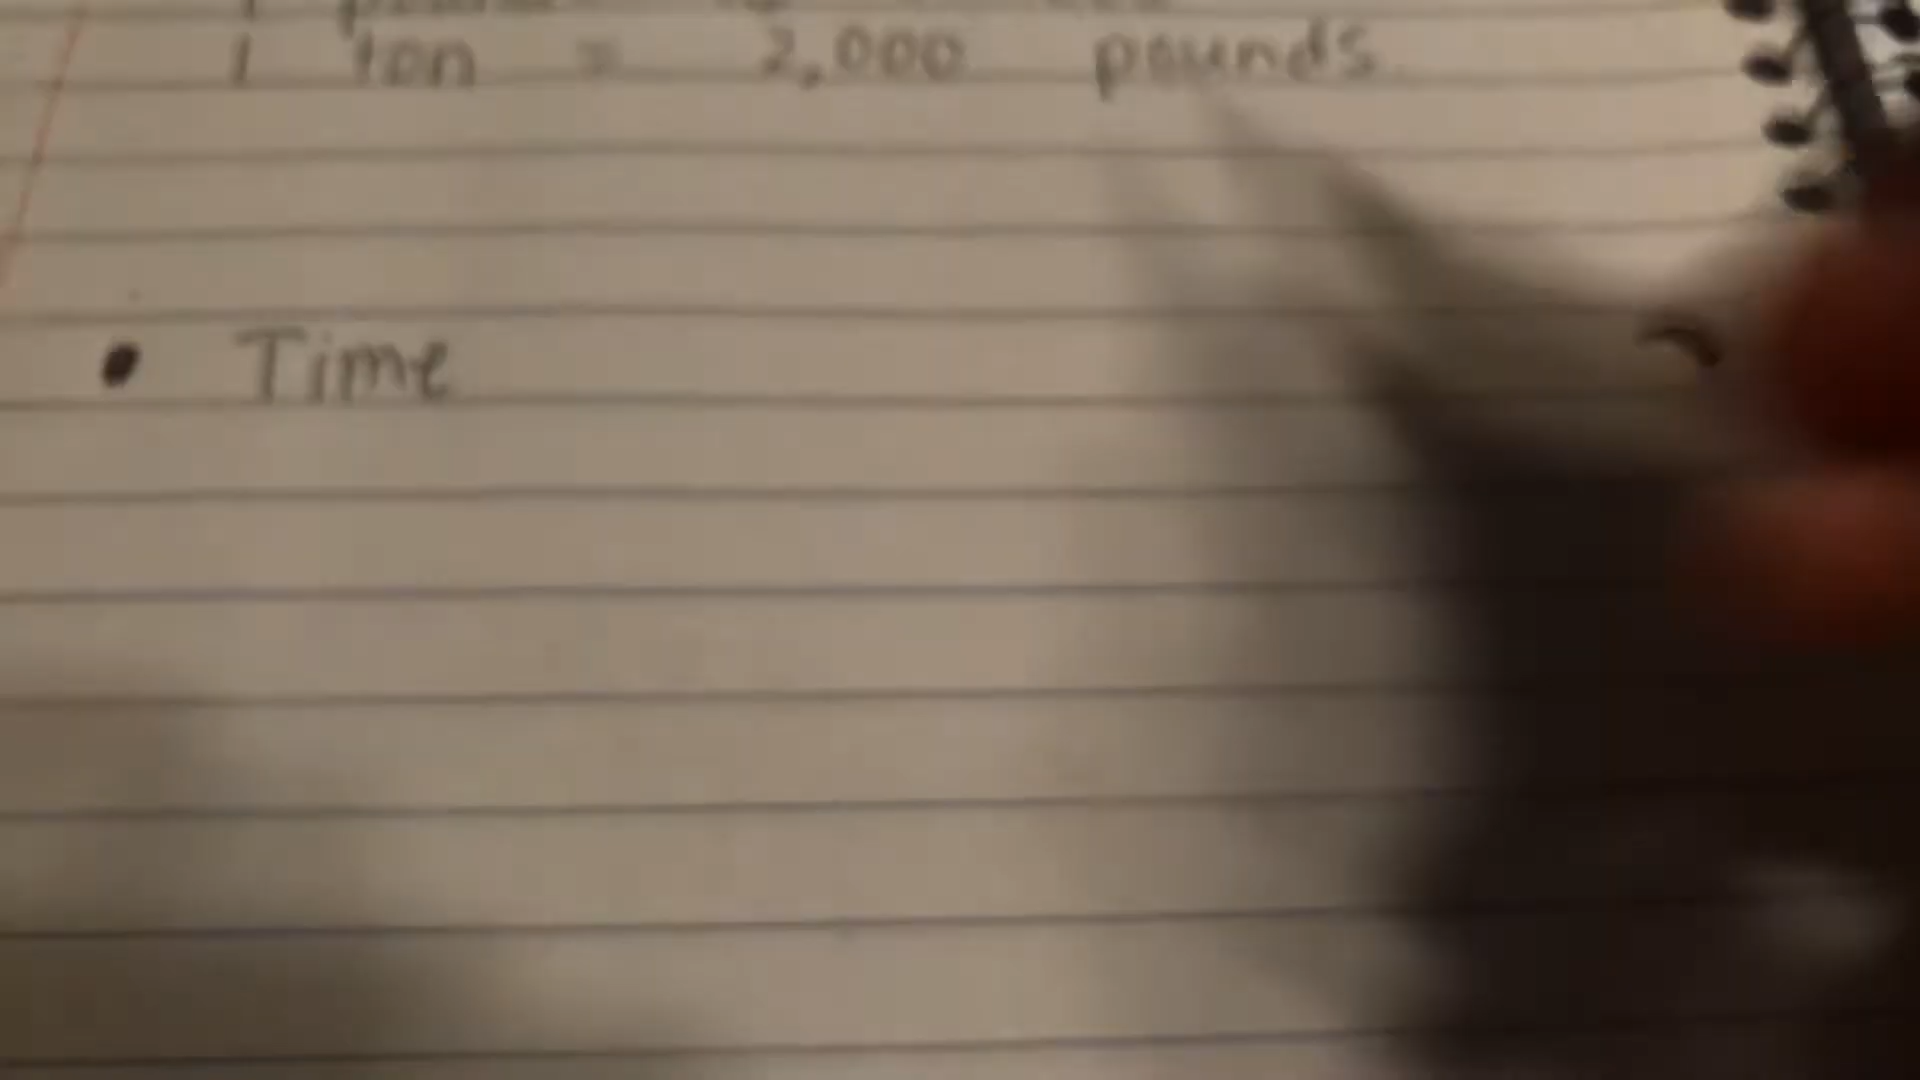 1 ton = 2,000 pounds.
• Time